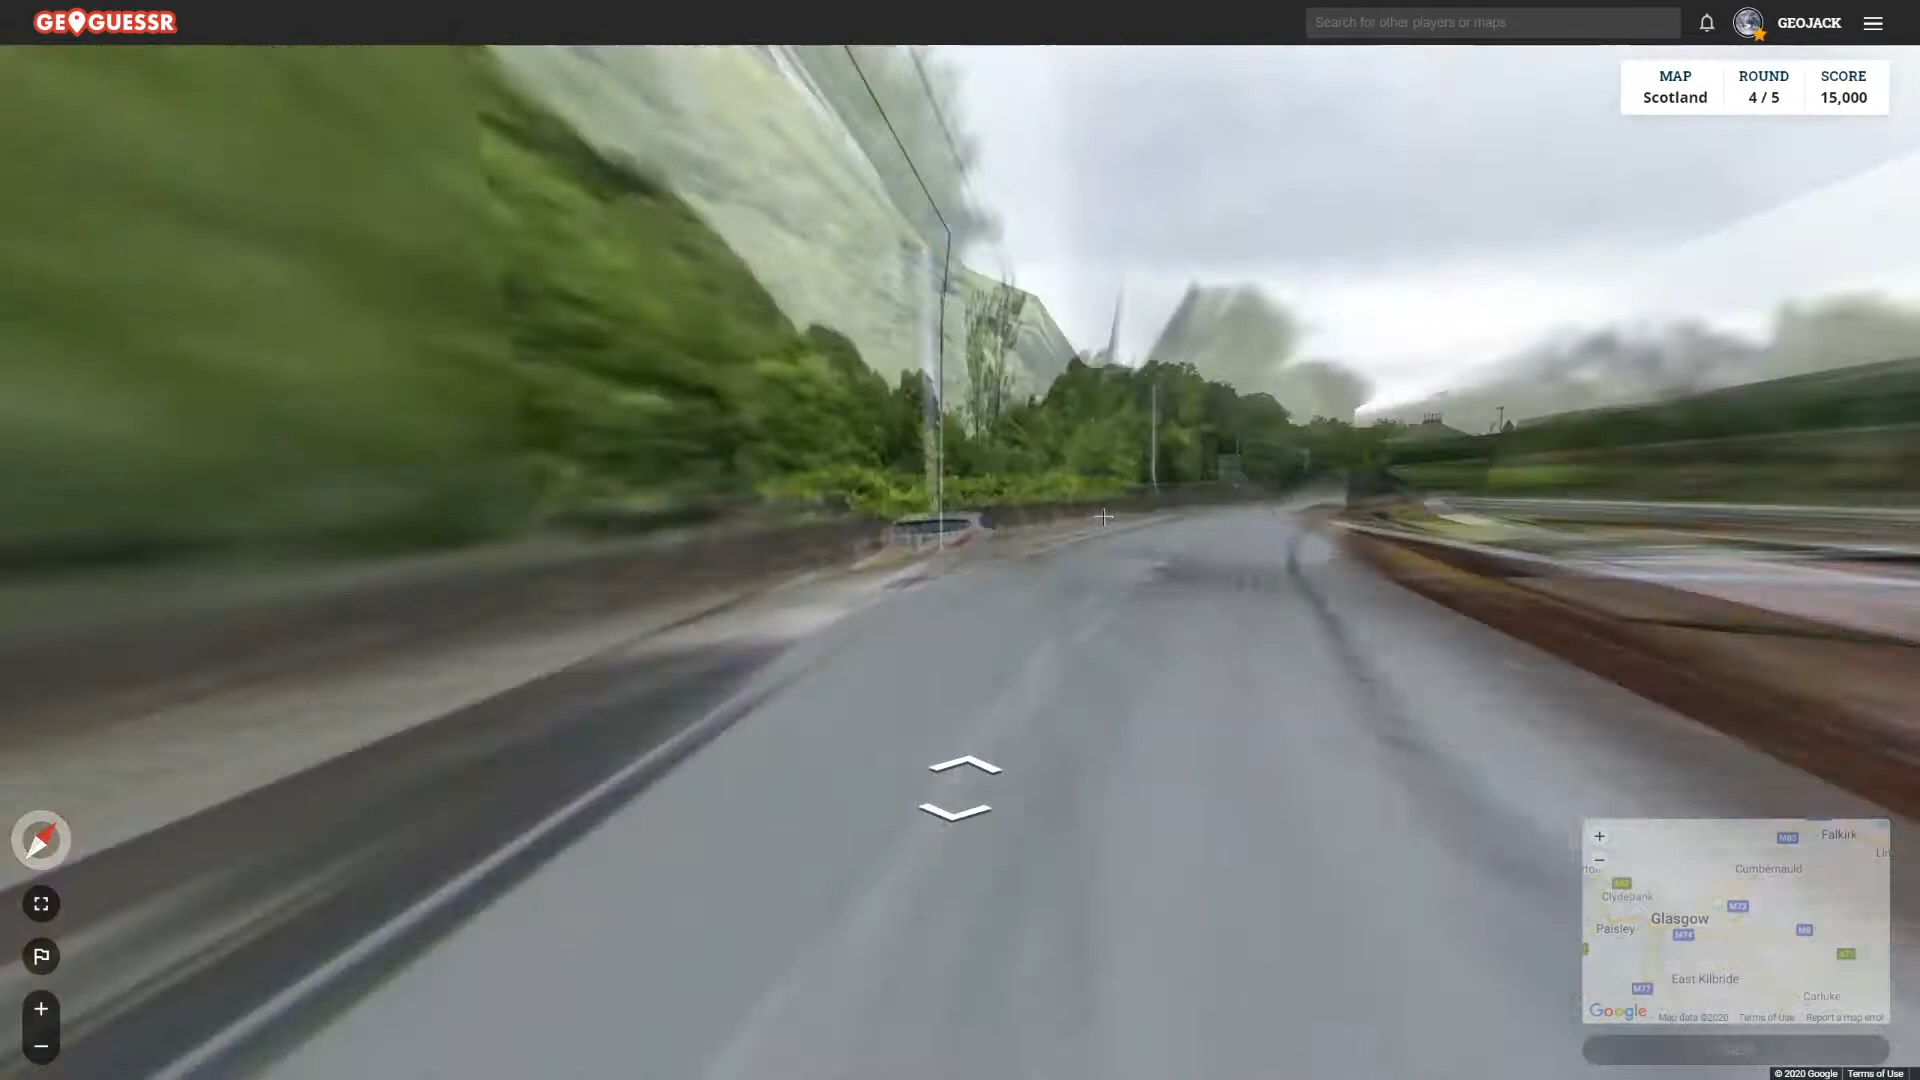 GEOGUESSR
Search for other players or maps
GEOJACK
MAP ROUND SCORE
Scotland 4 / 5 15,000
M80 Falkirk
Cumbernauld
A82
Clydebank
M73
Glasgow
Paisley
M74
M8
East Kilbride
M77
Carluke
Google
Map data ©2020 Terms of Use Report a map error
© 2020 Google Terms of Use